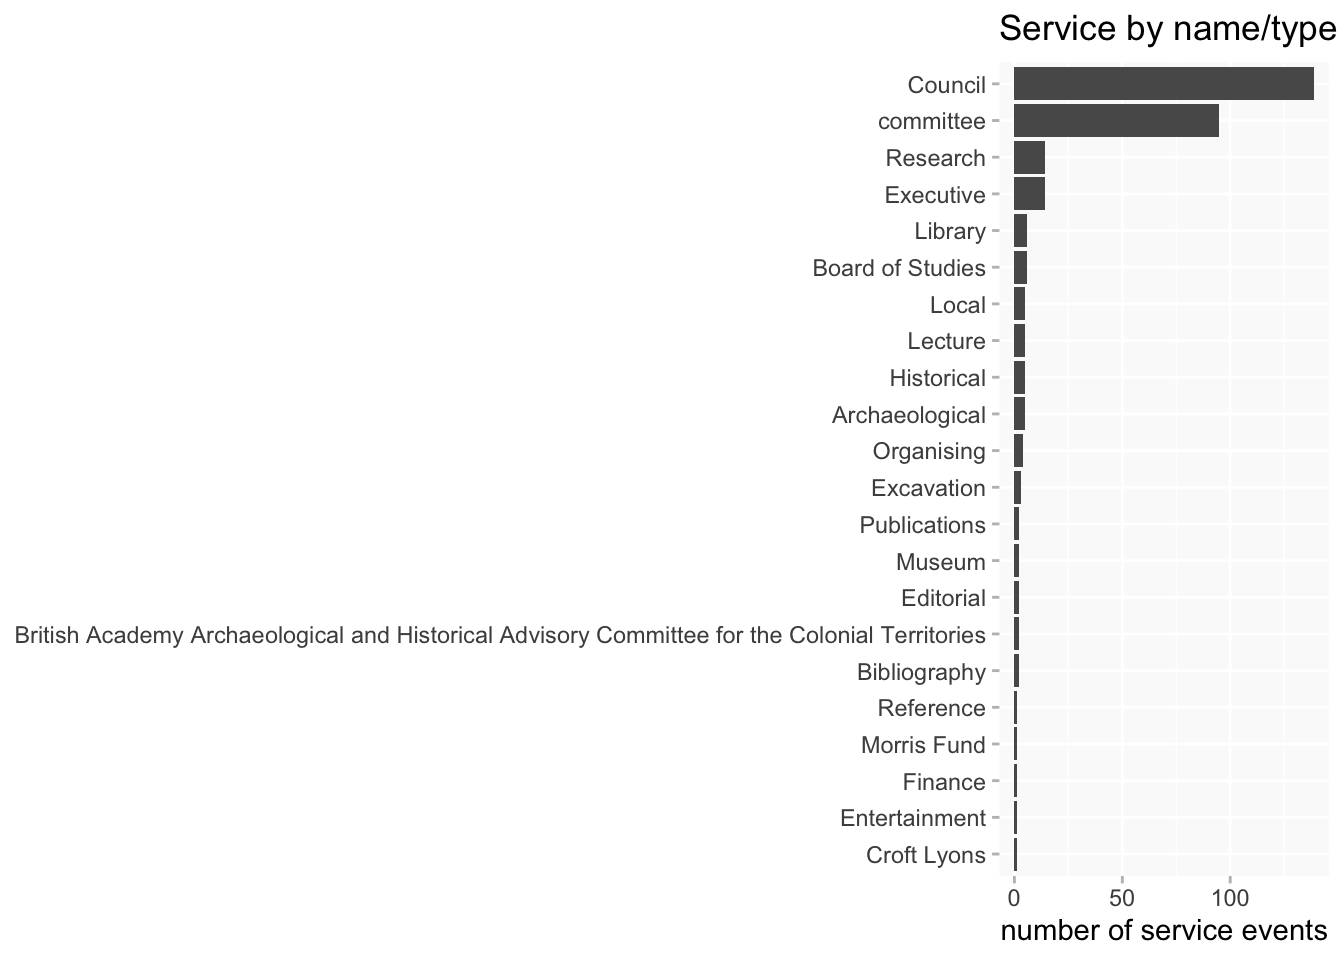 Service by name/type
Council
committee
Research
Executive
Library
Board of Studies
Local
Lecture
Historical
Archaeological
Organising
Excavation
Publications
Museum
Editorial
British Academy Archaeological and Historical Advisory Committee for the Colonial Territories
Bibliography
Reference
Morris Fund
Finance
Entertainment
Croft Lyons
0 50 100
number of service events